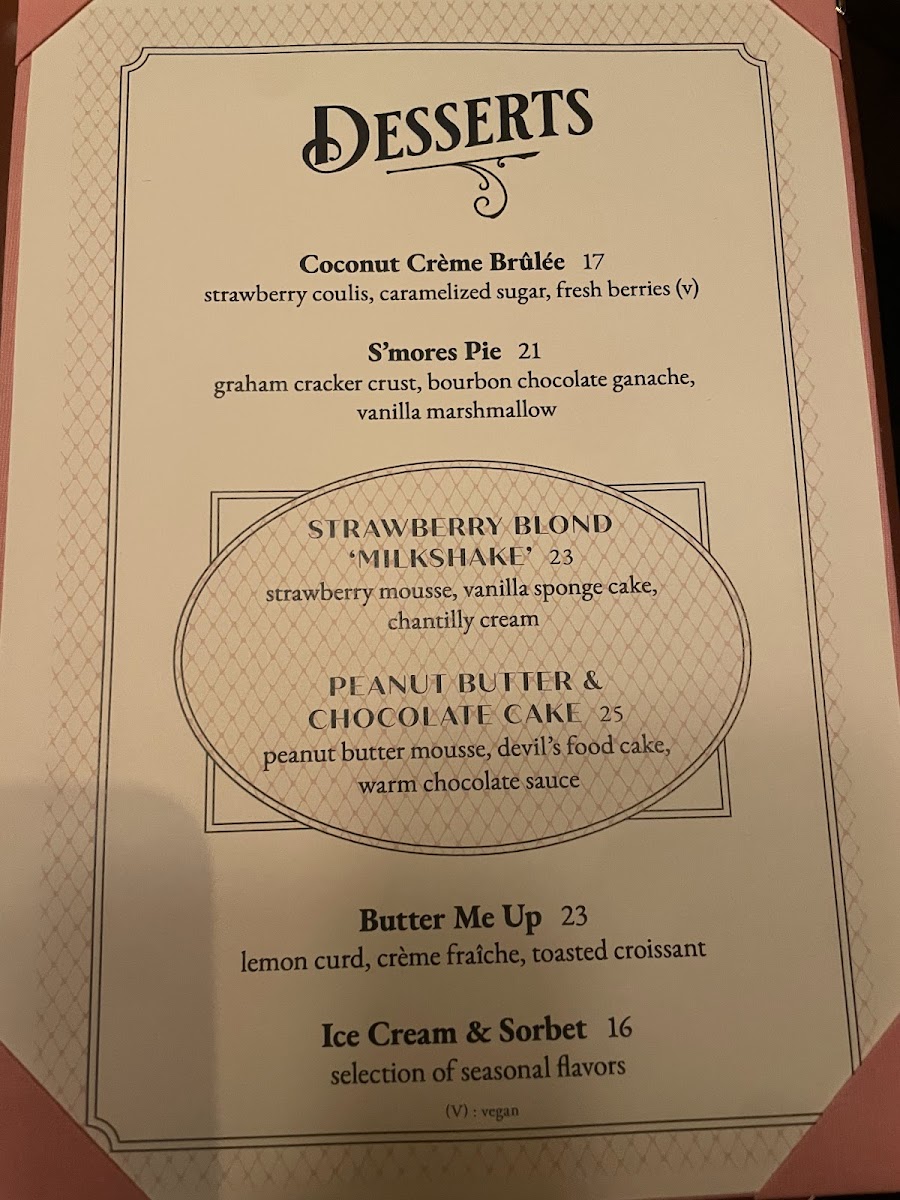 DESSERTS
Coconut Crème Brûlée 17
strawberry coulis, caramelized sugar, fresh berries (v)
S'mores Pie 21
graham cracker crust, bourbon chocolate ganache,
vanilla marshmallow
STRAWBERRY BLOND
‘MILKSHAKE’ 23
strawberry mousse, vanilla sponge cake,
chantilly cream
PEANUT BUTTER &
CHOCOLATE CAKE 25
peanut butter mousse, devil's food cake,
warm chocolate sauce
Butter Me Up 23
lemon curd, crème fraîche, toasted croissant
Ice Cream & Sorbet 16
selection of seasonal flavors
(V) : vegan